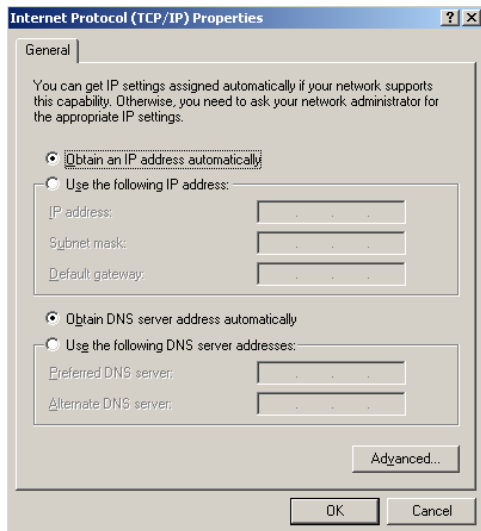 Internet Protocol (TCP/IP) Properties
General
You can get IP settings assigned automatically if your network supports
this capability. Otherwise, you need to ask your network administrator for
the appropriate IP settings.
Obtain an IP address automatically
Use the following IP address:
IP address:
Subnet mask:
Default gateway:
Obtain DNS server address automatically
Use the following DNS server addresses:
Preferred DNS server:
Alternate DNS server:
Advanced...
OK Cancel